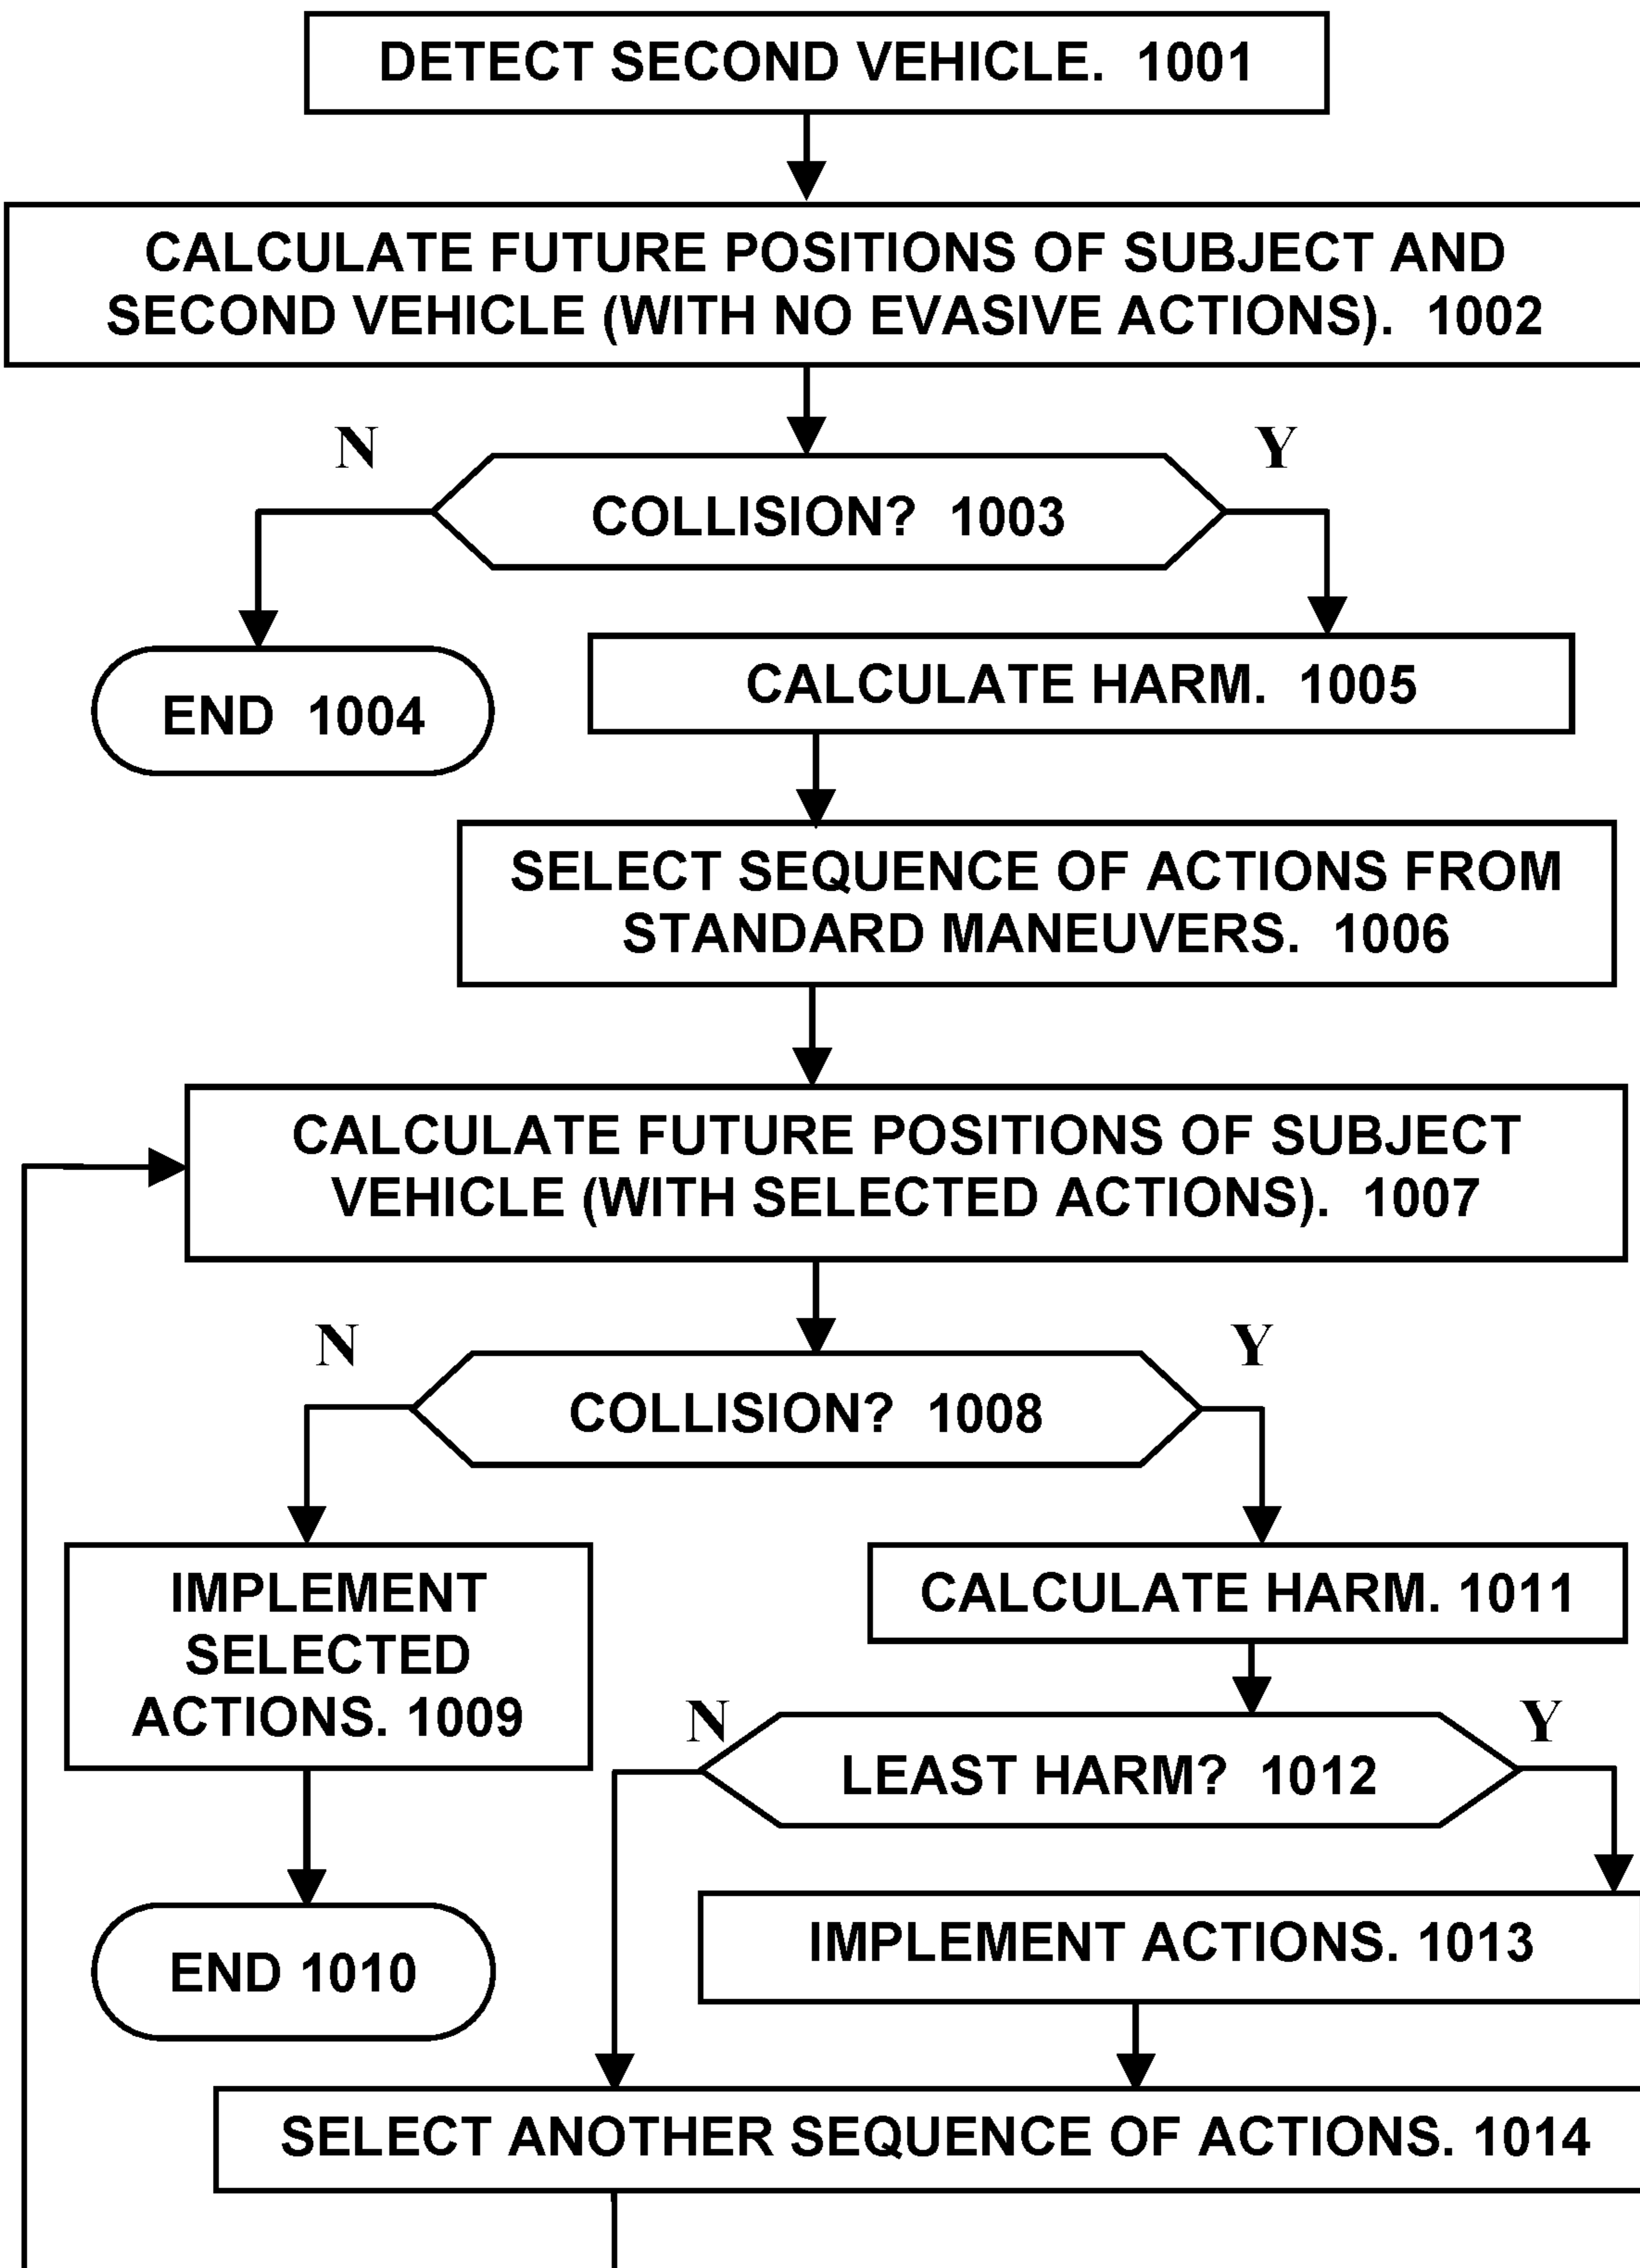 DETECT SECOND VEHICLE. 1001
CALCULATE FUTURE POSITIONS OF SUBJECT AND
SECOND VEHICLE (WITH NO EVASIVE ACTIONS). 1002
N
Y
COLLISION? 1003
CALCULATE HARM. 1005
END 1004
SELECT SEQUENCE OF ACTIONS FROM
STANDARD MANEUVERS. 1006
CALCULATE FUTURE POSITIONS OF SUBJECT
VEHICLE (WITH SELECTED ACTIONS). 1007
N
Y
COLLISION? 1008
IMPLEMENT
SELECTED
ACTIONS. 1009
CALCULATE HARM. 1011
N
Y
LEAST HARM? 1012
IMPLEMENT ACTIONS. 1013
END 1010
SELECT ANOTHER SEQUENCE OF ACTIONS. 1014